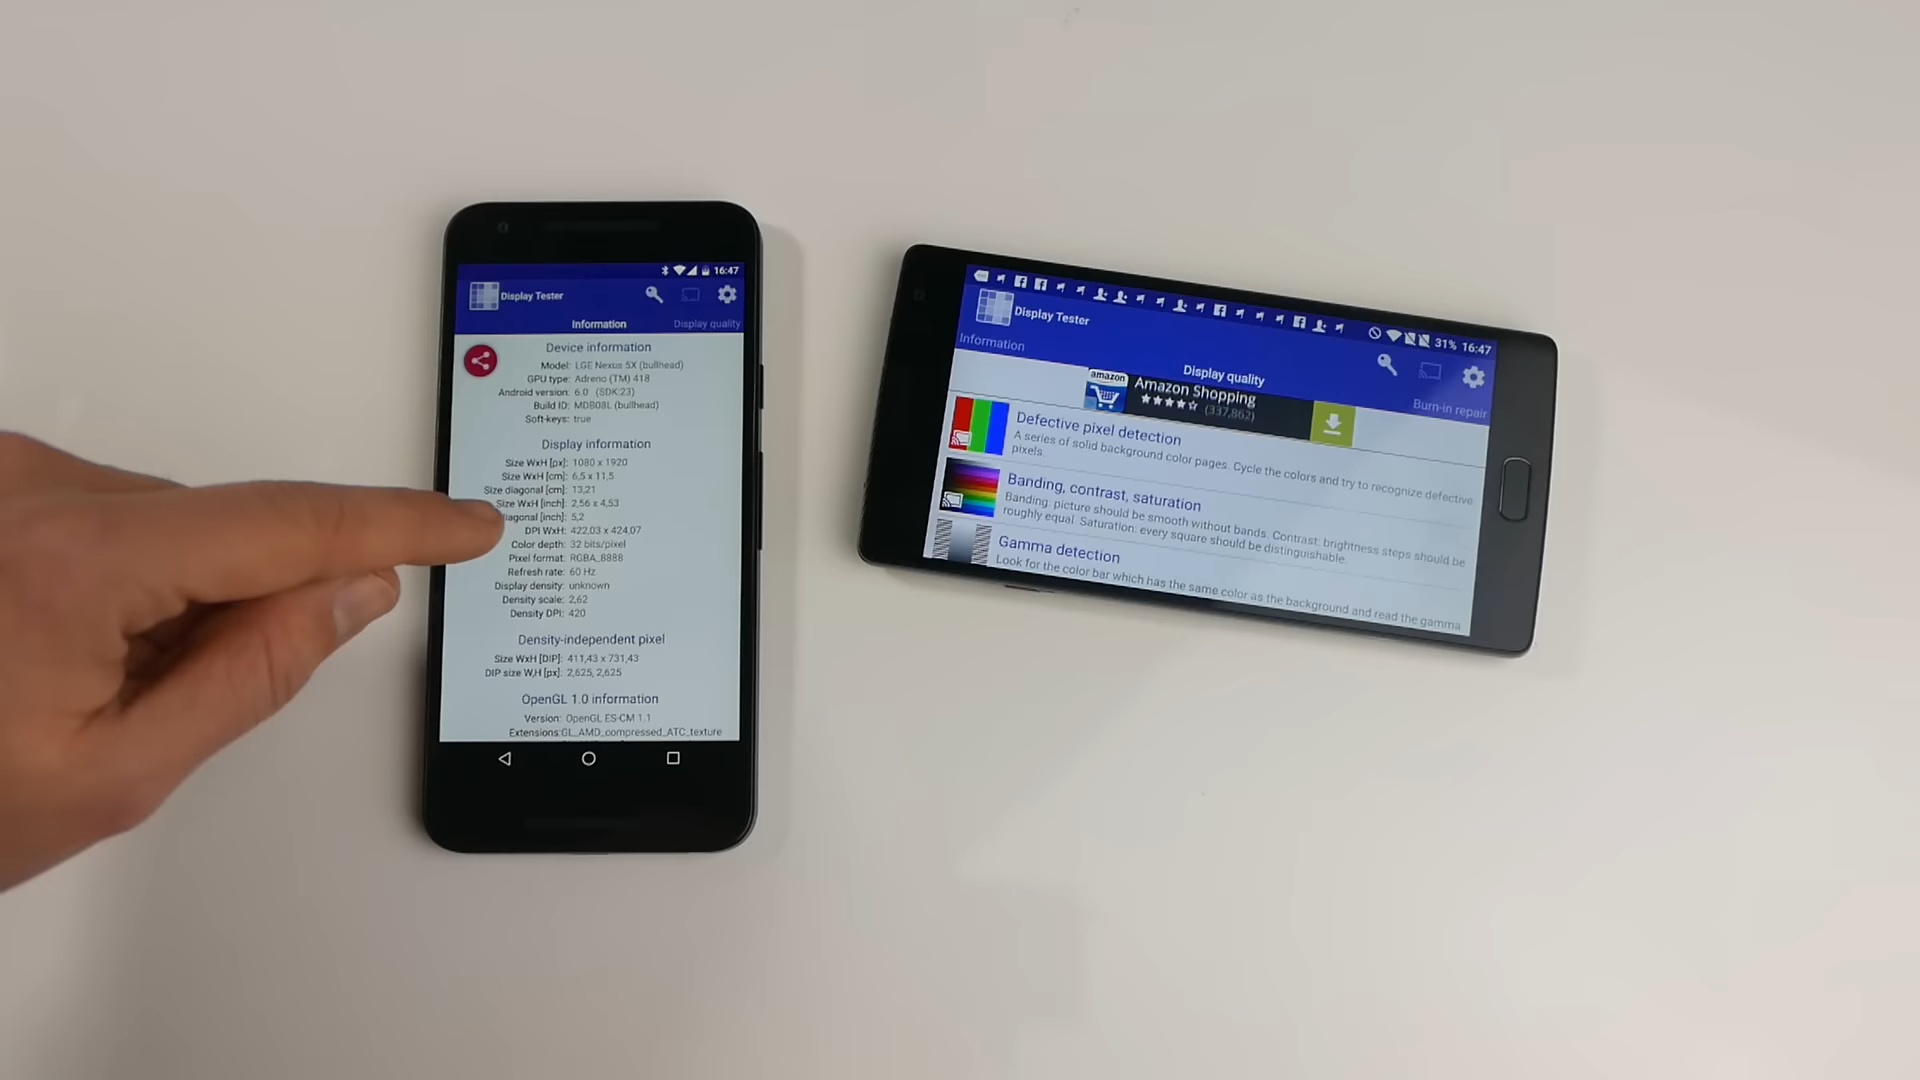 16:47
Display Tester
Information
Display quality
Device information
Model: LGE Nexus 5X (bullhead)
GPU type: Adreno (TM) 418
Android version: 6.0 (SDK:23)
Build ID: MDB08L (bullhead)
Soft-keys: true
Display information
Size WxH [px]: 1080 x 1920
Size WxH [cm]: 6,5 x 11,5
Size diagonal [cm]: 13,21
Size WxH [inch]: 2,56 x 4,53
diagonal [inch]: 5,2
DPI WxH: 422,03 x 424,07
Color depth: 32 bits/pixel
Pixel format: RGBA_8888
Refresh rate: 60 Hz
Display density: unknown
Density scale: 2,62
Density DPI: 420
Density-independent pixel
Size WxH [DIP]: 411,43 x 731,43
DIP size W,H [px]: 2,625, 2,625
OpenGL 1.0 information
Version: OpenGL ES-CM 1.1
Extensions:GL_AMD_compressed_ATC_texture
31% 16:47
Display Tester
Information
Display quality
Burn-in repair
amazon
Amazon Shopping
(337,862)
Defective pixel detection
A series of solid background color pages. Cycle the colors and try to recognize defective
pixels.
Banding, contrast, saturation
Banding: picture should be smooth without bands. Contrast: brightness steps should be
roughly equal. Saturation: every square should be distinguishable.
Gamma detection
Look for the color bar which has the same color as the background and read the gamma